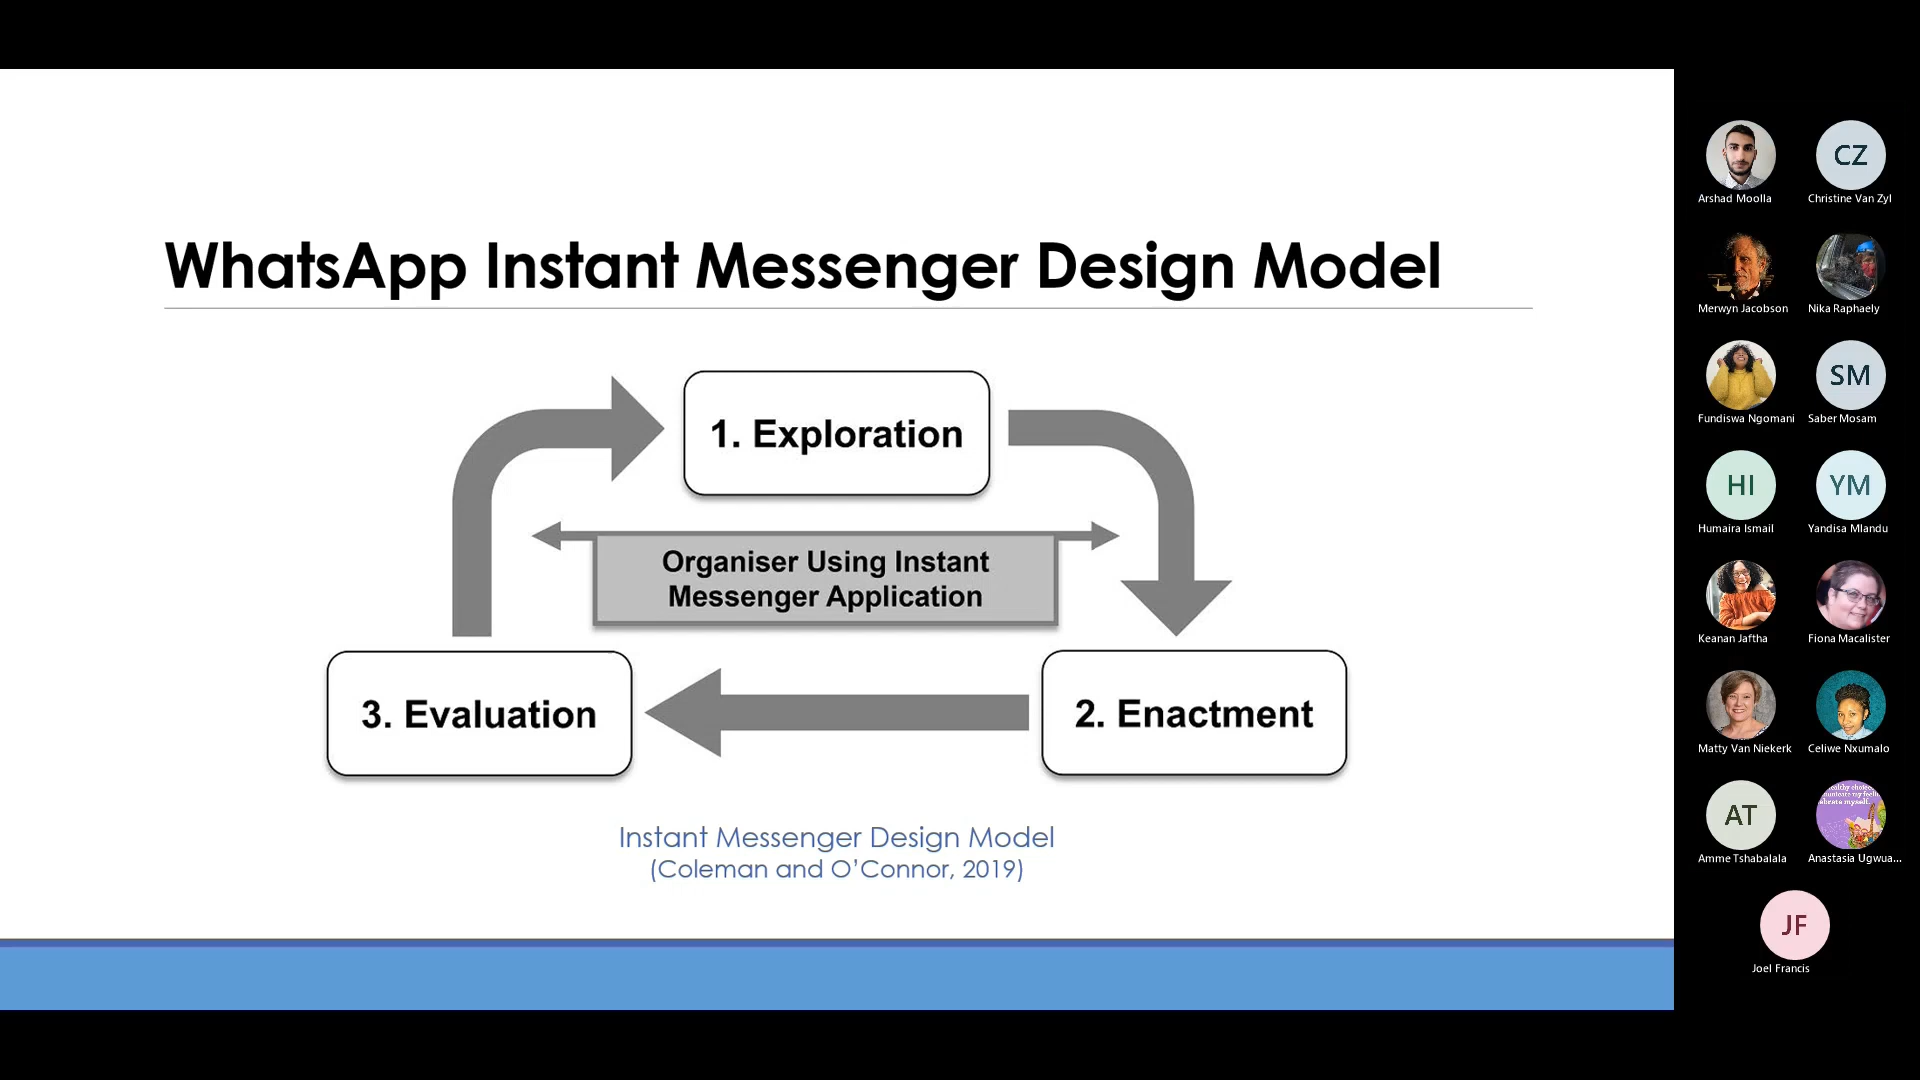 WhatsApp Instant Messenger Design Model
1. Exploration
Organiser Using Instant
Messenger Application
3. Evaluation
2. Enactment
Instant Messenger Design Model
(Coleman and O’Connor, 2019)
Arshad Moolla
CZ
Christine Van Zyl
Merwyn Jacobson
Nika Raphaely
Fundiswa Ngomani
SM
Saber Mosam
HI
Humaira Ismail
YM
Yandisa Mlandu
Keanan Jaftha
Fiona Macalister
Matty Van Niekerk
Celiwe Nxumalo
AT
Amme Tshabalala
Anastasia Ugwua...
JF
Joel Francis